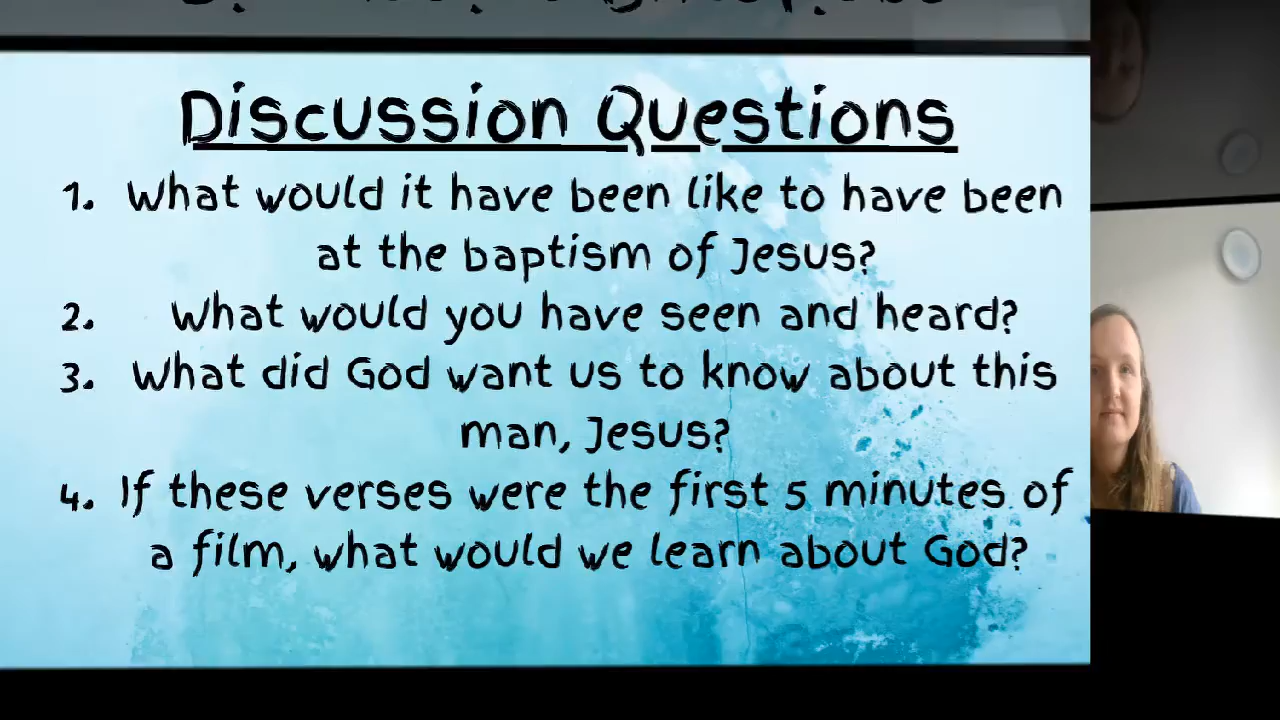 Discussion Questions
1. What would it have been like to have been
at the baptism of Jesus?
2. What would you have seen and heard?
3. What did God want us to know about this
man, Jesus?
4. If these verses were the first 5 minutes of
a film, what would we learn about God?